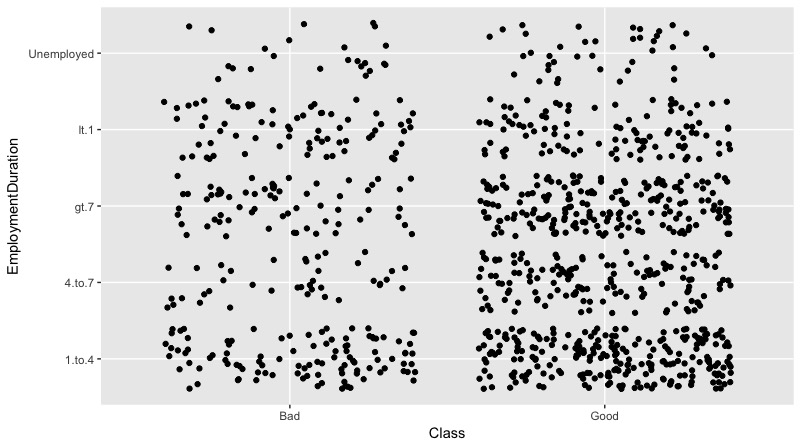 EmploymentDuration
Unemployed
lt.1
gt.7
4.to.7
1.to.4
Bad
Good
Class